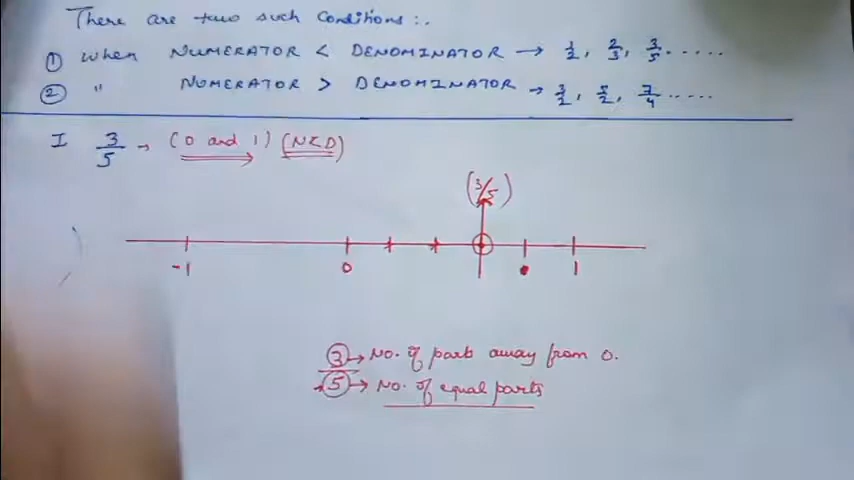 There are two such conditions:.
① When NUMERATOR < DENOMINATOR → 1/2, 2/3, 3/5.....
② " NUMERATOR > DENOMINATOR → 3/2, 5/2, 7/4.....
I 3/5 → (0 and 1) (N<D)
(3/5)
-1 0 1
3 → No. of parts away from 0.
5 → No. of equal parts